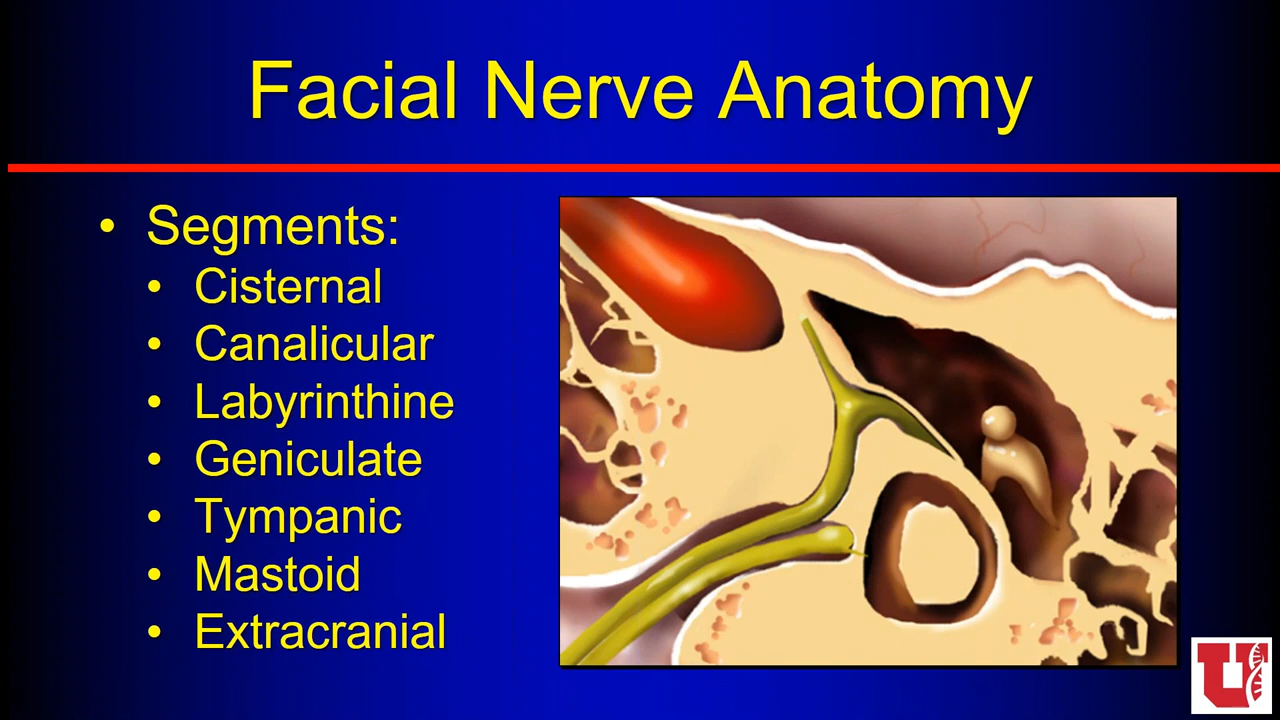 Facial Nerve Anatomy
• Segments:
• Cisternal
• Canalicular
• Labyrinthine
• Geniculate
• Tympanic
• Mastoid
• Extracranial
U